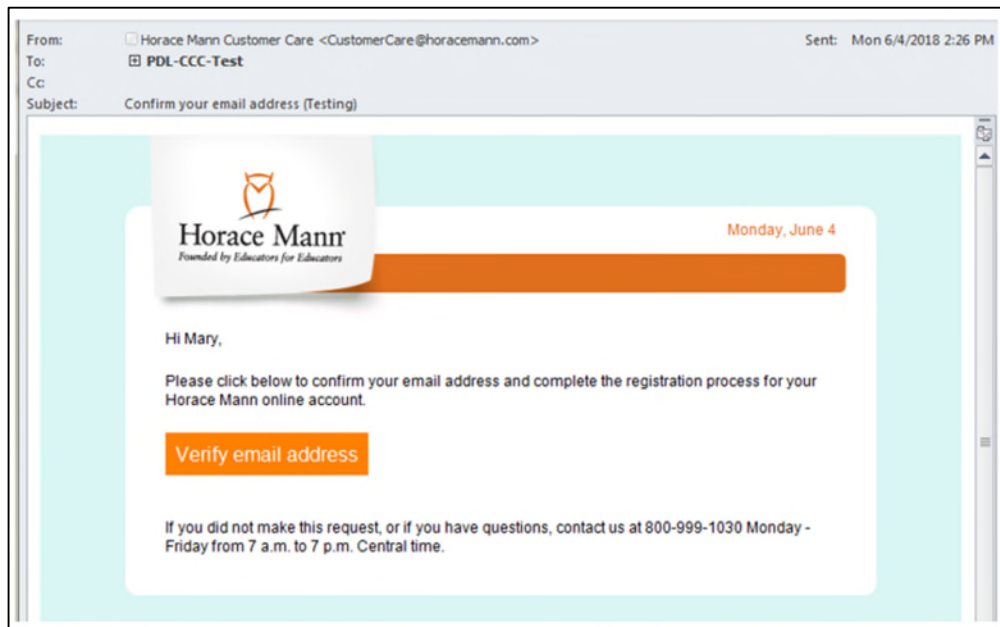 From: Horace Mann Customer Care <CustomerCare@horacemann.com> Sent: Mon 6/4/2018 2:26 PM
To: PDL-CCC-Test
Cc:
Subject: Confirm your email address (Testing)
Horace Mann
Founded by Educators for Educators
Monday, June 4
Hi Mary,
Please click below to confirm your email address and complete the registration process for your
Horace Mann online account.
Verify email address
If you did not make this request, or if you have questions, contact us at 800-999-1030 Monday -
Friday from 7 a.m. to 7 p.m. Central time.